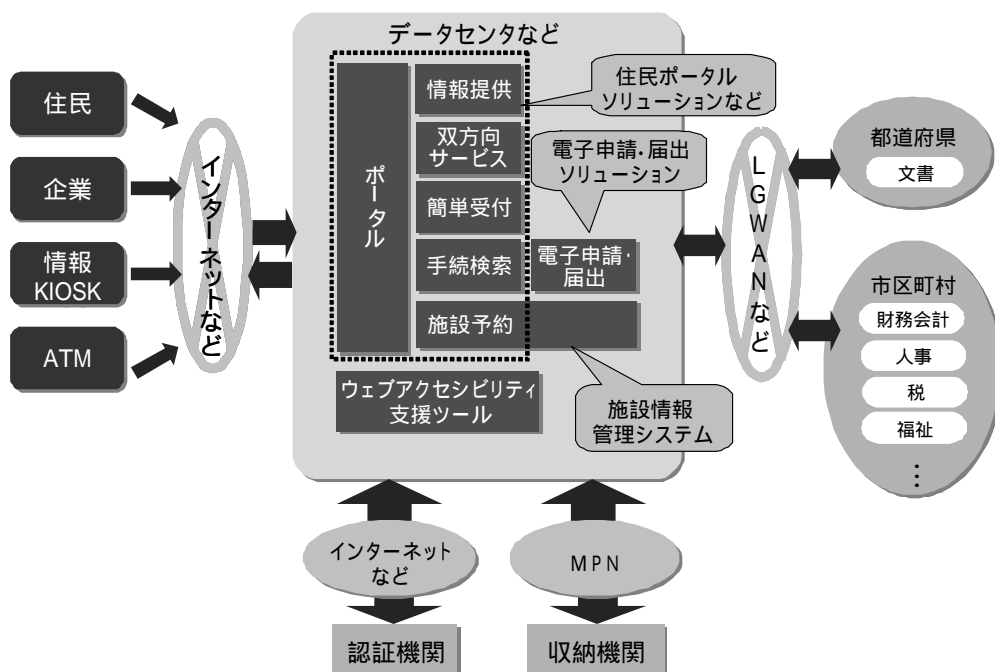 データセンタなど
住民
企業
情報
KIOSK
ATM
インターネットなど
ポータル
情報提供
双方向
サービス
簡単受付
手続検索
施設予約
電子申請・
届出
住民ポータル
ソリューションなど
電子申請・届出
ソリューション
ウェブアクセシビリティ
支援ツール
施設情報
管理システム
LGWANなど
都道府県
文書
市区町村
財務会計
人事
税
福祉
⋮
インターネット
など
MPN
認証機関
収納機関